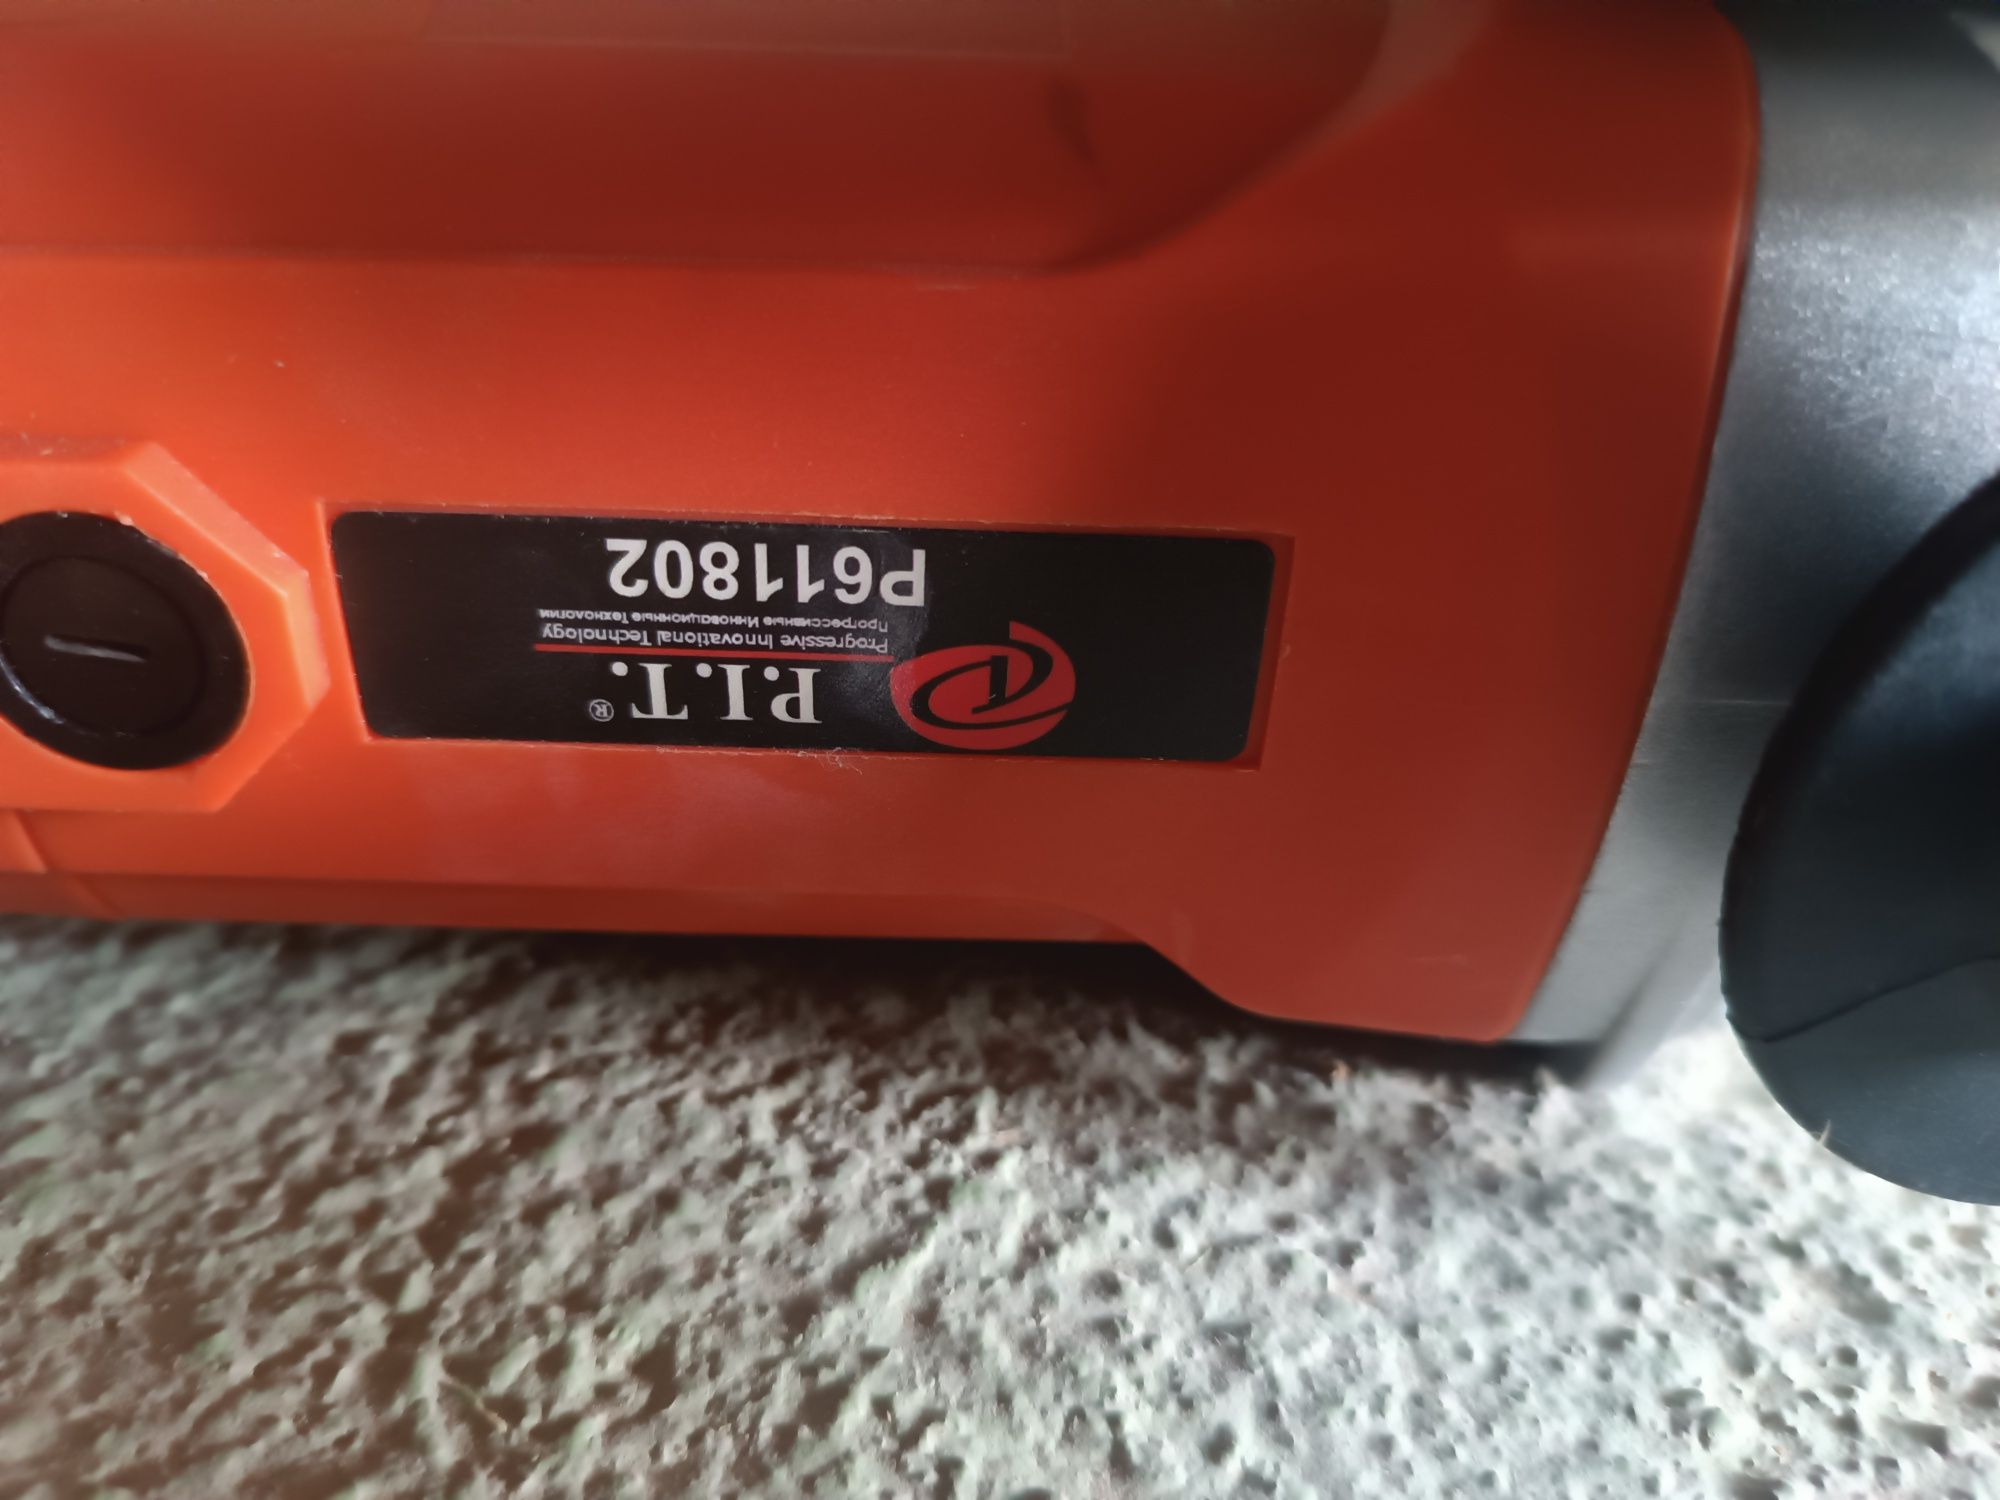 P.I.T.®
Progressive Innovational Technology
Прогрессивные Инновационные Технологии
P611802